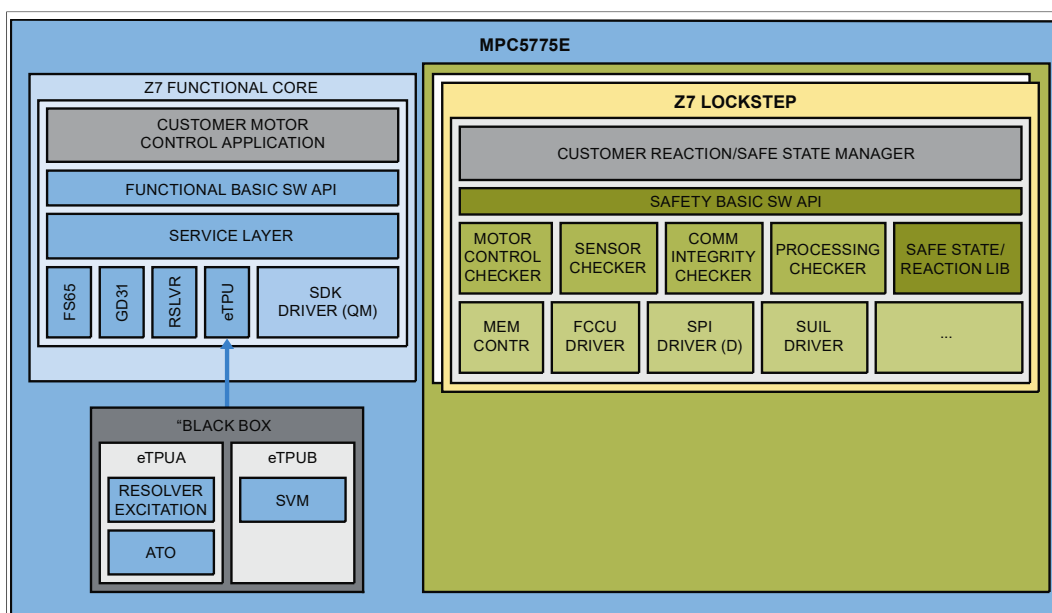 MPC5775E
Z7 FUNCTIONAL CORE
CUSTOMER MOTOR
CONTROL APPLICATION
FUNCTIONAL BASIC SW API
SERVICE LAYER
FS65
GD31
RSLVR
eTPU
SDK
DRIVER (QM)
“BLACK BOX
eTPUA
RESOLVER
EXCITATION
ATO
eTPUB
SVM
Z7 LOCKSTEP
CUSTOMER REACTION/SAFE STATE MANAGER
SAFETY BASIC SW API
MOTOR
CONTROL
CHECKER
SENSOR
CHECKER
COMM
INTEGRITY
CHECKER
PROCESSING
CHECKER
SAFE STATE/
REACTION LIB
MEM
CONTR
FCCU
DRIVER
SPI
DRIVER (D)
SUIL
DRIVER
...